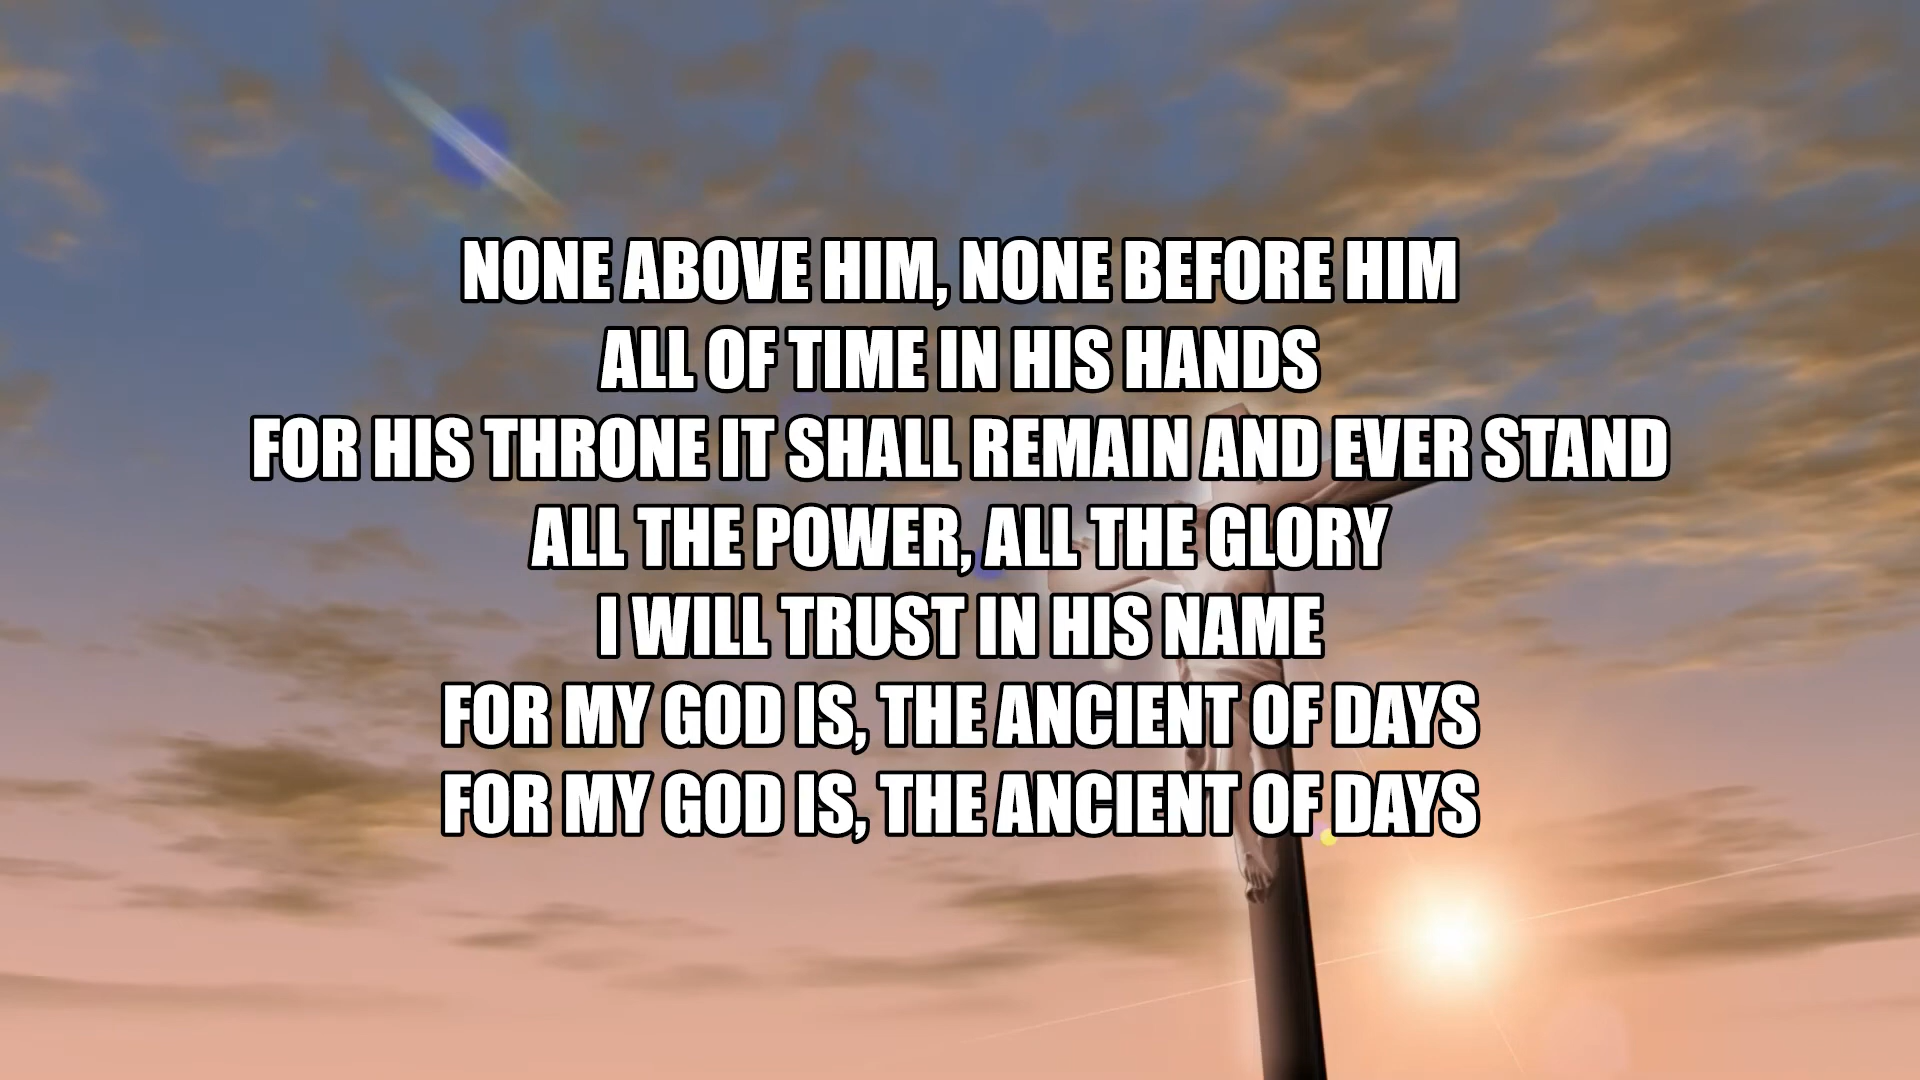 NONE ABOVE HIM, NONE BEFORE HIM
ALL OF TIME IN HIS HANDS
FOR HIS THRONE IT SHALL REMAIN AND EVER STAND
ALL THE POWER, ALL THE GLORY
I WILL TRUST IN HIS NAME
FOR MY GOD IS, THE ANCIENT OF DAYS
FOR MY GOD IS, THE ANCIENT OF DAYS